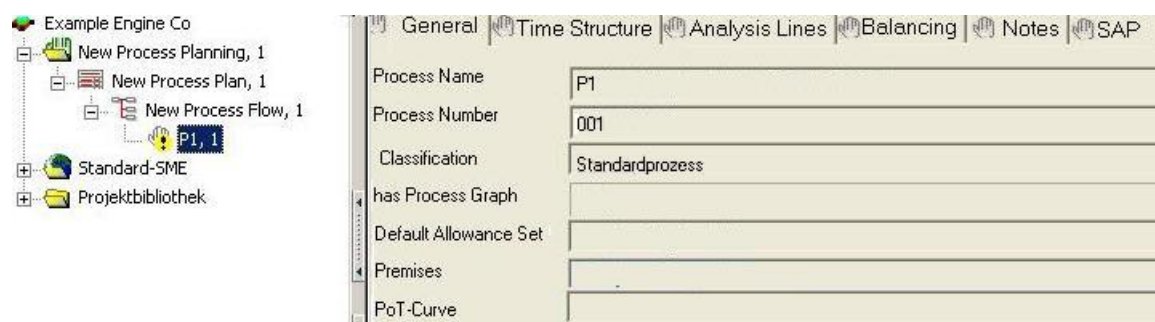 Example Engine Co
New Process Planning, 1
New Process Plan, 1
New Process Flow, 1
P1, 1
Standard-SME
Projektbibliothek
General Time Structure Analysis Lines Balancing Notes SAP
Process Name P1
Process Number 001
Classification Standardprozess
has Process Graph
Default Allowance Set
Premises
PoT-Curve